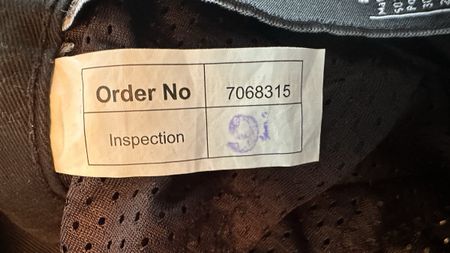 Order No 7068315
Inspection